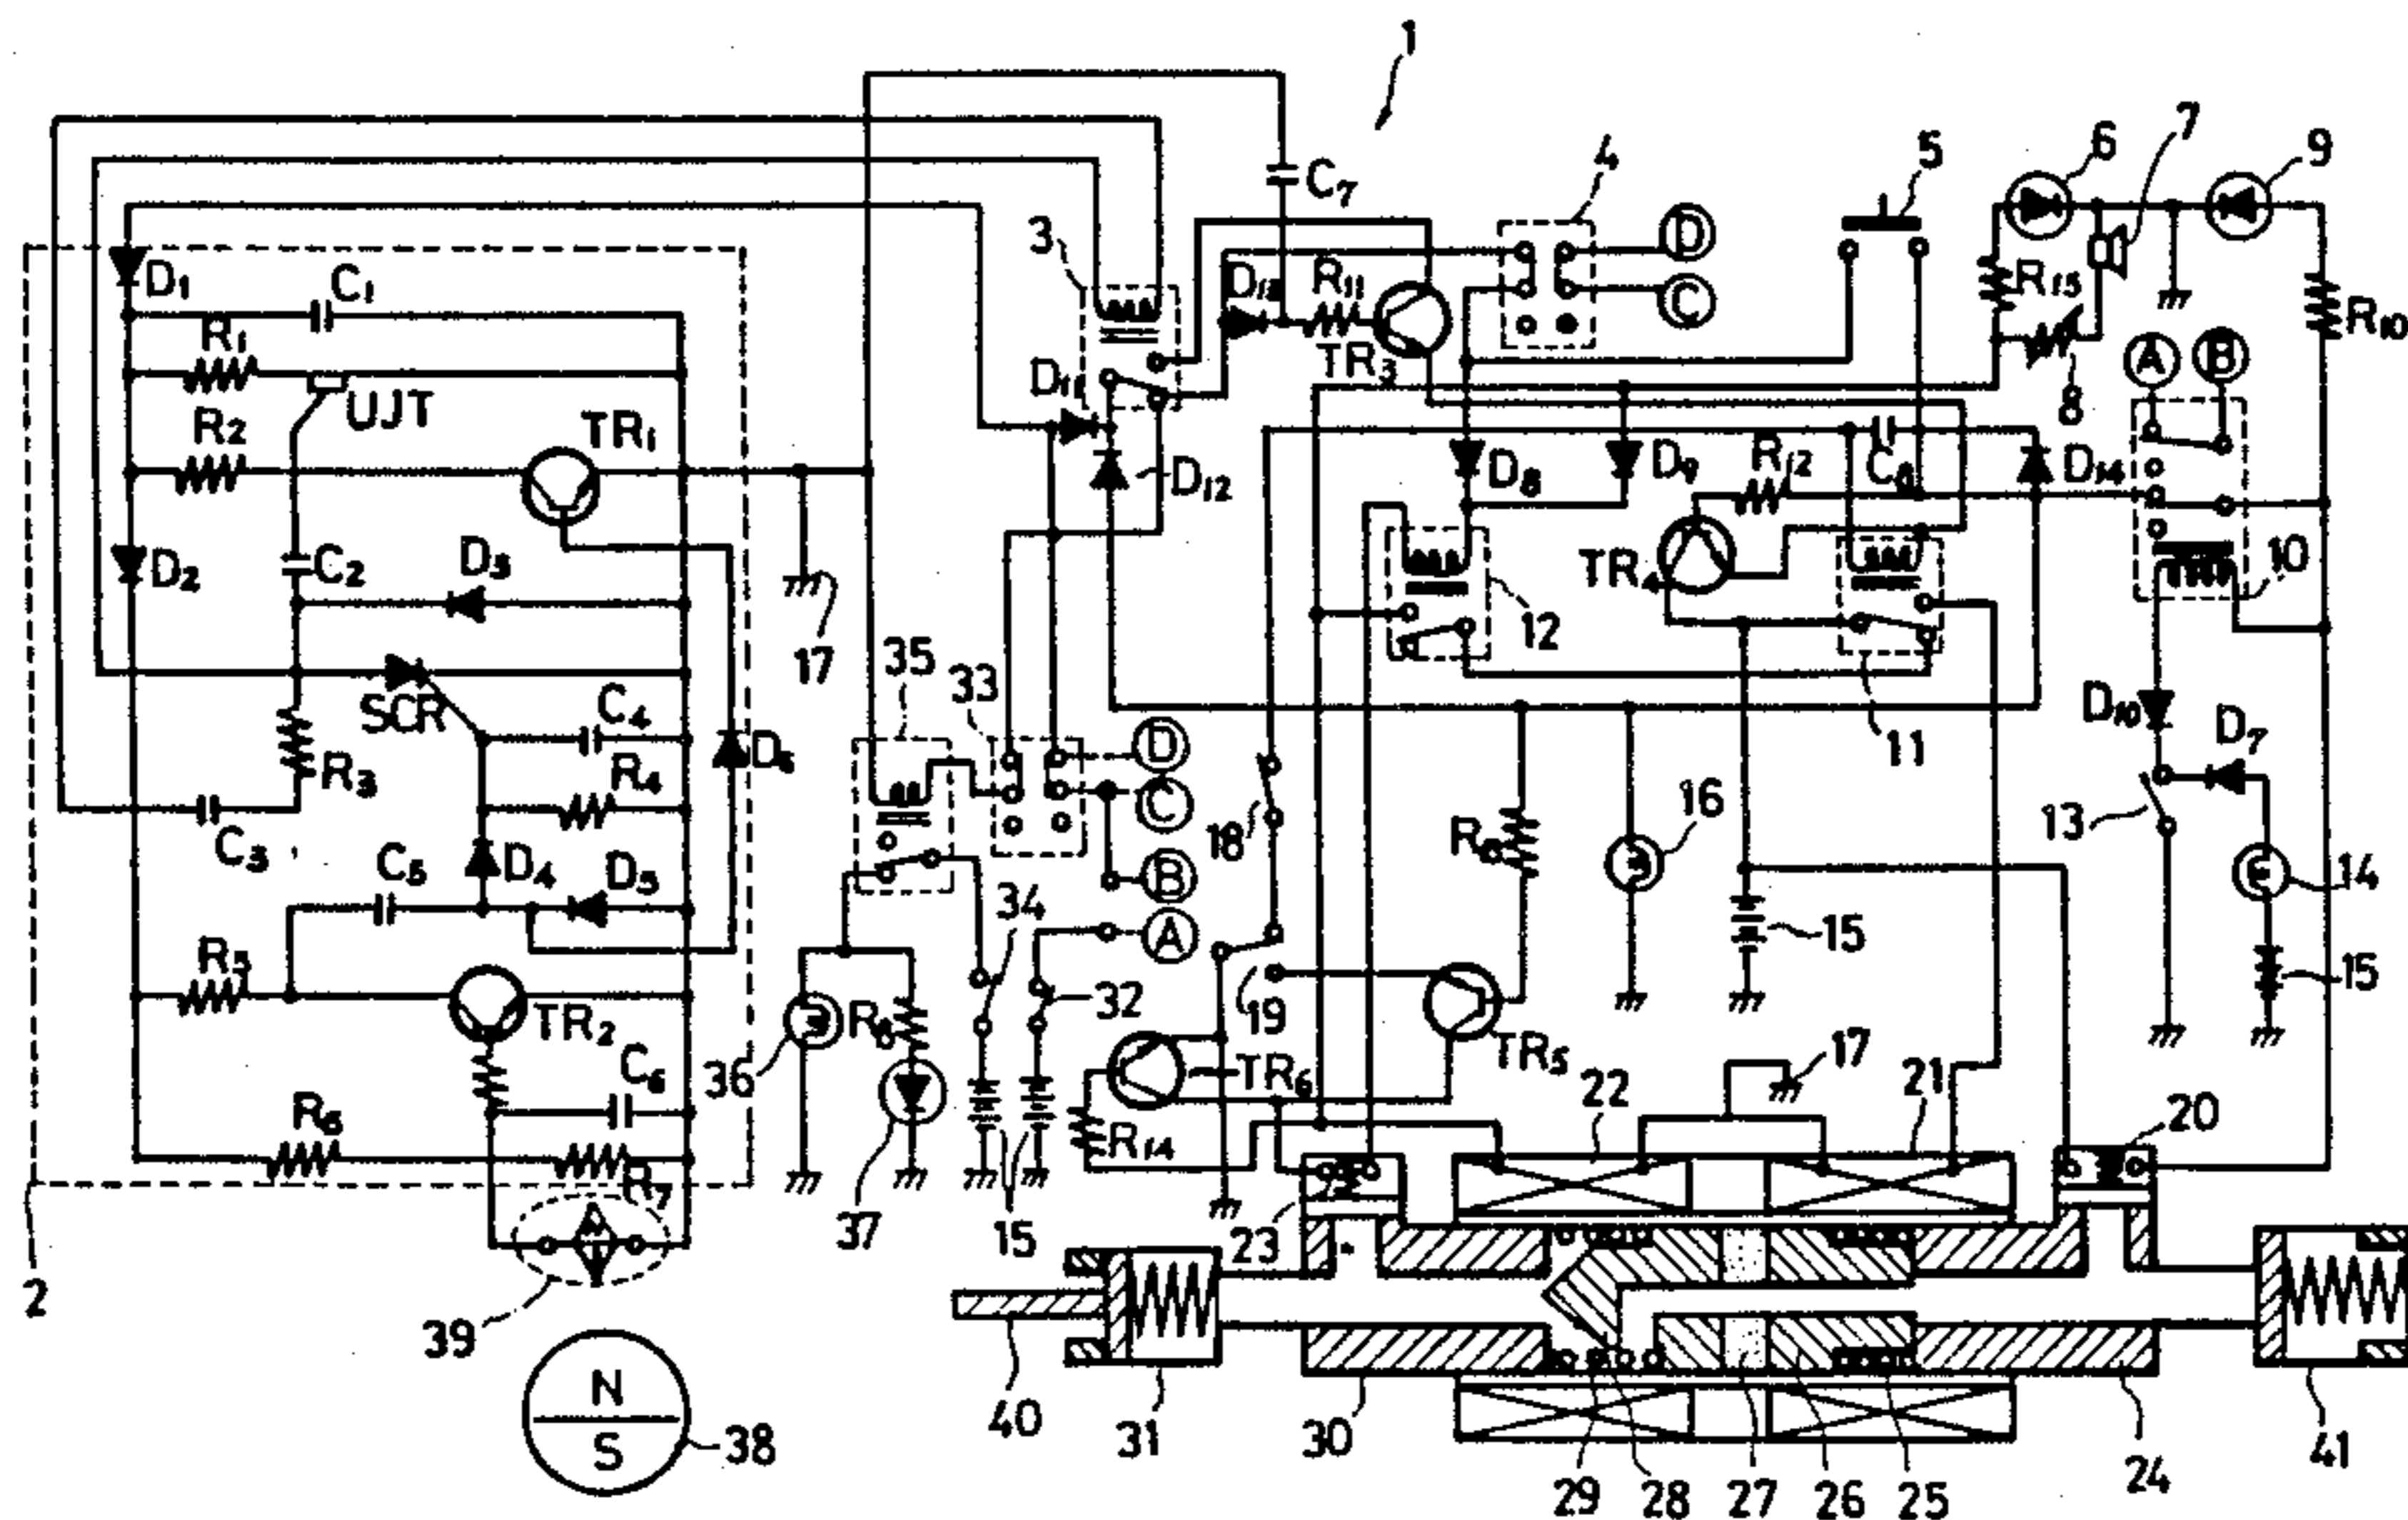 1
C₇
4
5
6
7
9
3
D
C
D₁
C₁
R₁
UJT
R₂
TR₁
D₁₃
R₁₁
TR₃
R₁₅
R₁₀
8
A
B
D₁₁
D₁₂
D₈
D₉
R₁₂
C₈
D₁₄
D₂
C₂
D₃
17
TR₄
12
11
10
SCR
C₄
R₃
R₄
D₆
35
33
D
C
B
A
18
R₈
16
D₁₀
D₇
13
14
15
15
C₃
C₅
D₄
D₅
34
32
19
R₅
TR₂
36
37
15
TR₆
R₁₄
TR₅
17
22
21
20
C₆
R₆
R₇
23
2
39
N
S
38
40
31
30
29
28
27
26
25
24
41